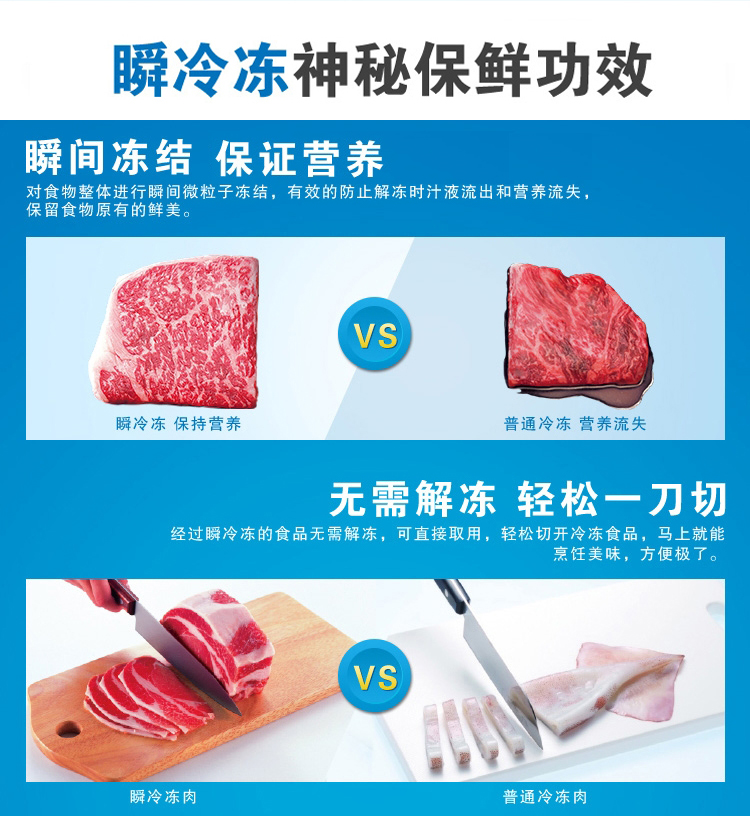 瞬冷冻神秘保鲜功效
瞬间冻结 保证营养
对食物整体进行瞬间微粒子冻结，有效的防止解冻时汁液流出和营养流失，
保留食物原有的鲜美。
VS
瞬冷冻 保持营养
普通冷冻 营养流失
无需解冻 轻松一刀切
经过瞬冷冻的食品无需解冻，可直接取用，轻松切开冷冻食品，马上就能
烹饪美味，方便极了。
VS
瞬冷冻肉
普通冷冻肉